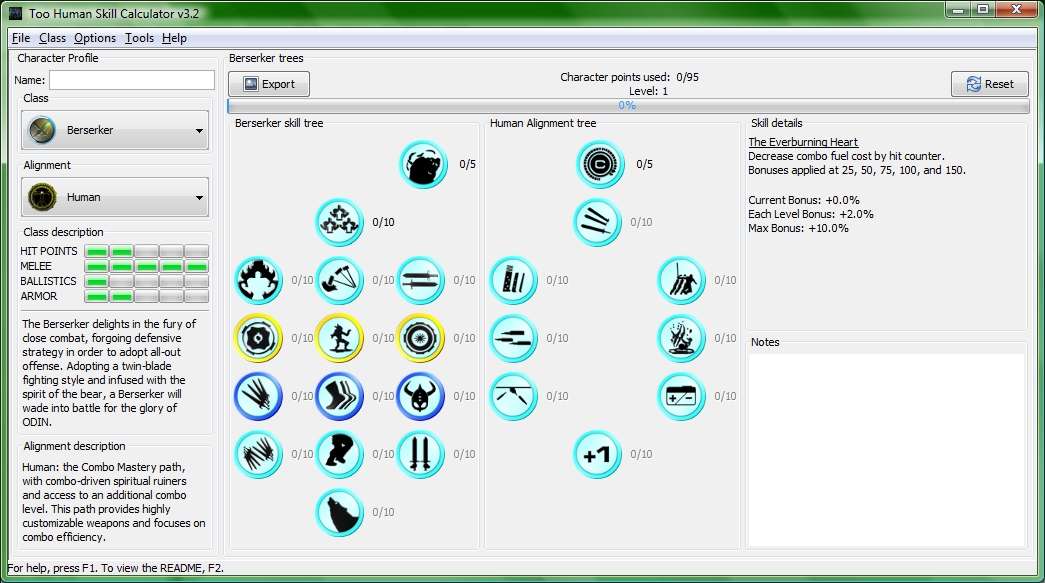 Too Human Skill Calculator v3.2
File Class Options Tools Help
Character Profile
Name:
Class
Berserker
Alignment
Human
Class description
HIT POINTS
MELEE
BALLISTICS
ARMOR
The Berserker delights in the fury of
close combat, forgoing defensive
strategy in order to adopt all-out
offense. Adopting a twin-blade
fighting style and infused with the
spirit of the bear, a Berserker will
wade into battle for the glory of
ODIN.
Alignment description
Human: the Combo Mastery path,
with combo-driven spiritual ruiners
and access to an additional combo
level. This path provides highly
customizable weapons and focuses on
combo efficiency.
Berserker trees
Export
Character points used: 0/95
Level: 1
Reset
0%
Berserker skill tree
0/5
0/10
0/10 0/10 0/10
0/10 0/10 0/10
0/10 0/10 0/10
0/10 0/10 0/10
0/10
Human Alignment tree
C
0/5
0/10
0/10 0/10
0/10 0/10
0/10 +/- 0/10
+1 0/10
Skill details
The Everburning Heart
Decrease combo fuel cost by hit counter.
Bonuses applied at 25, 50, 75, 100, and 150.
Current Bonus: +0.0%
Each Level Bonus: +2.0%
Max Bonus: +10.0%
Notes
For help, press F1. To view the README, F2.